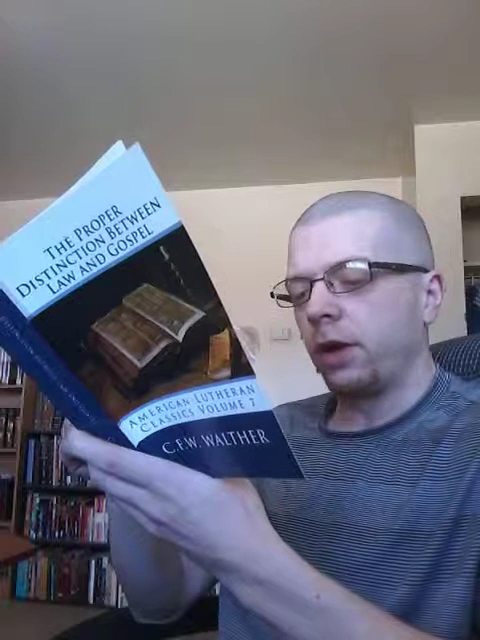 THE PROPER
DISTINCTION BETWEEN
LAW AND GOSPEL
AMERICAN LUTHERAN
CLASSICS VOLUME 7
C.F.W. WALTHER